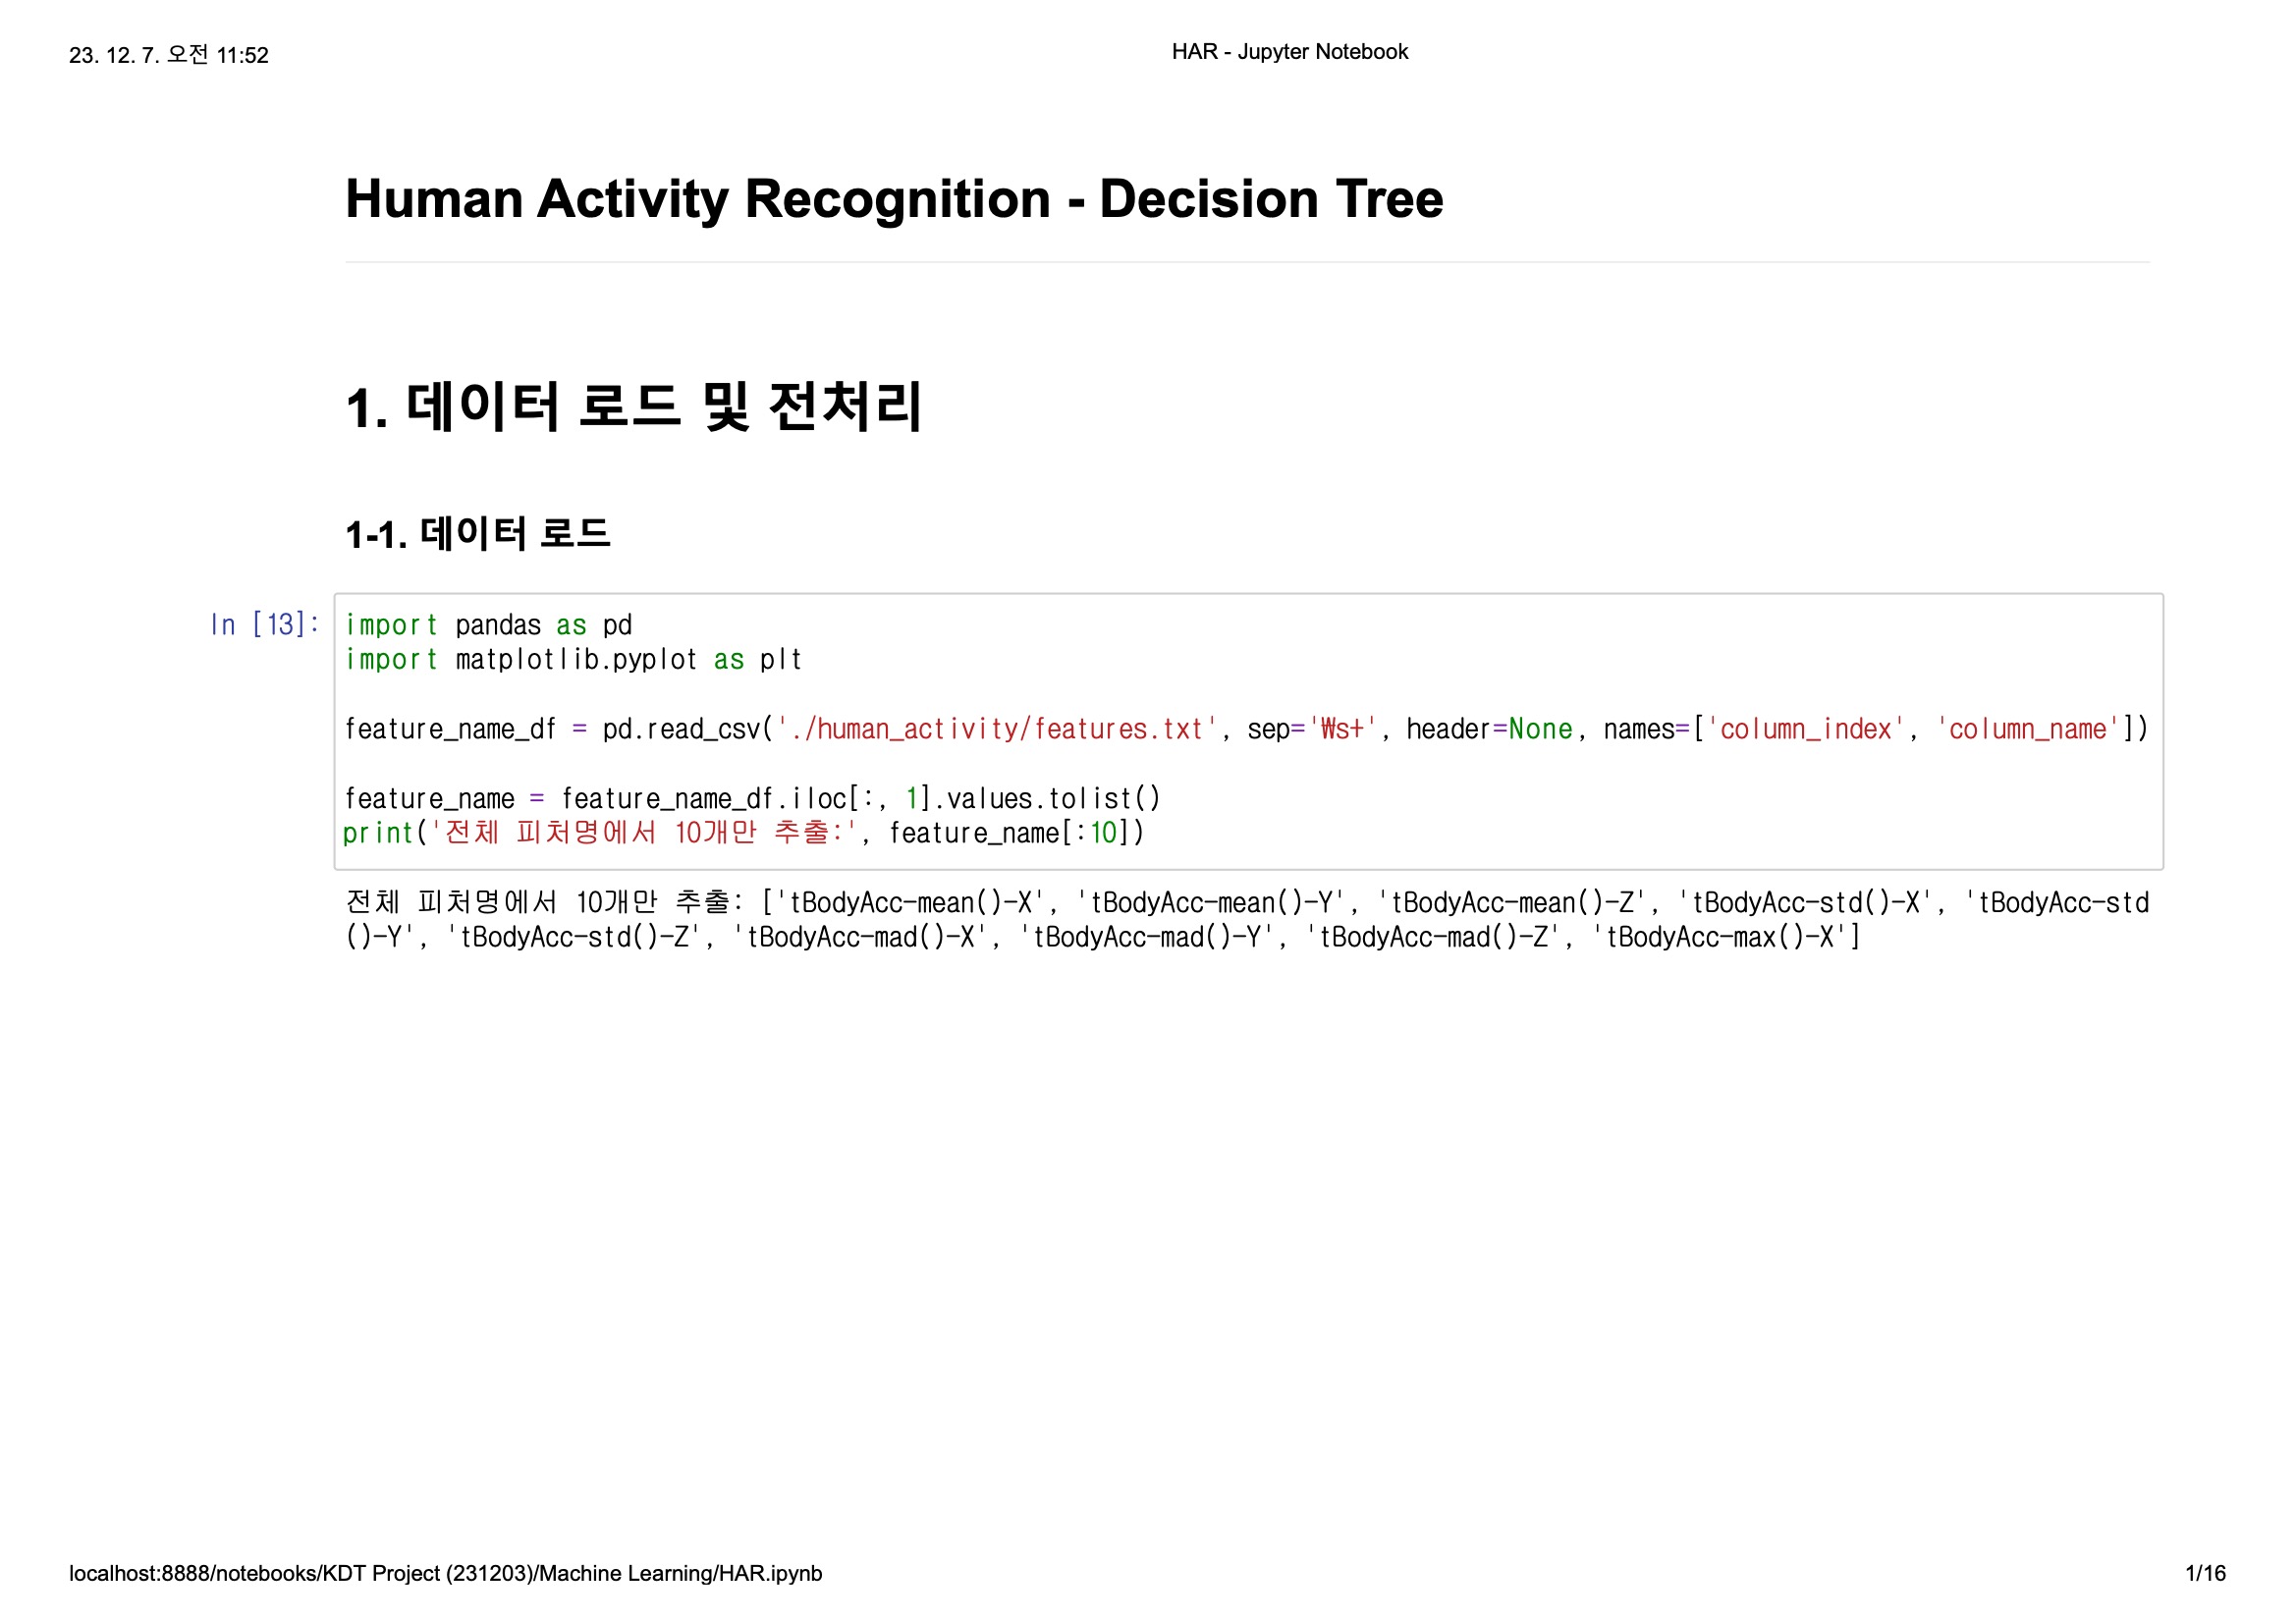 23. 12. 7. 오전 11:52
HAR - Jupyter Notebook
Human Activity Recognition - Decision Tree
1. 데이터 로드 및 전처리
1-1. 데이터 로드
In [13]:
import pandas as pd
import matplotlib.pyplot as plt
feature_name_df = pd.read_csv('./human_activity/features.txt', sep='₩s+', header=None, names=['column_index', 'column_name'])
feature_name = feature_name_df.iloc[:, 1].values.tolist()
print('전체 피처명에서 10개만 추출:', feature_name[:10])
전체 피처명에서 10개만 추출: ['tBodyAcc-mean()-X', 'tBodyAcc-mean()-Y', 'tBodyAcc-mean()-Z', 'tBodyAcc-std()-X', 'tBodyAcc-std
()-Y', 'tBodyAcc-std()-Z', 'tBodyAcc-mad()-X', 'tBodyAcc-mad()-Y', 'tBodyAcc-mad()-Z', 'tBodyAcc-max()-X']
localhost:8888/notebooks/KDT Project (231203)/Machine Learning/HAR.ipynb
1/16